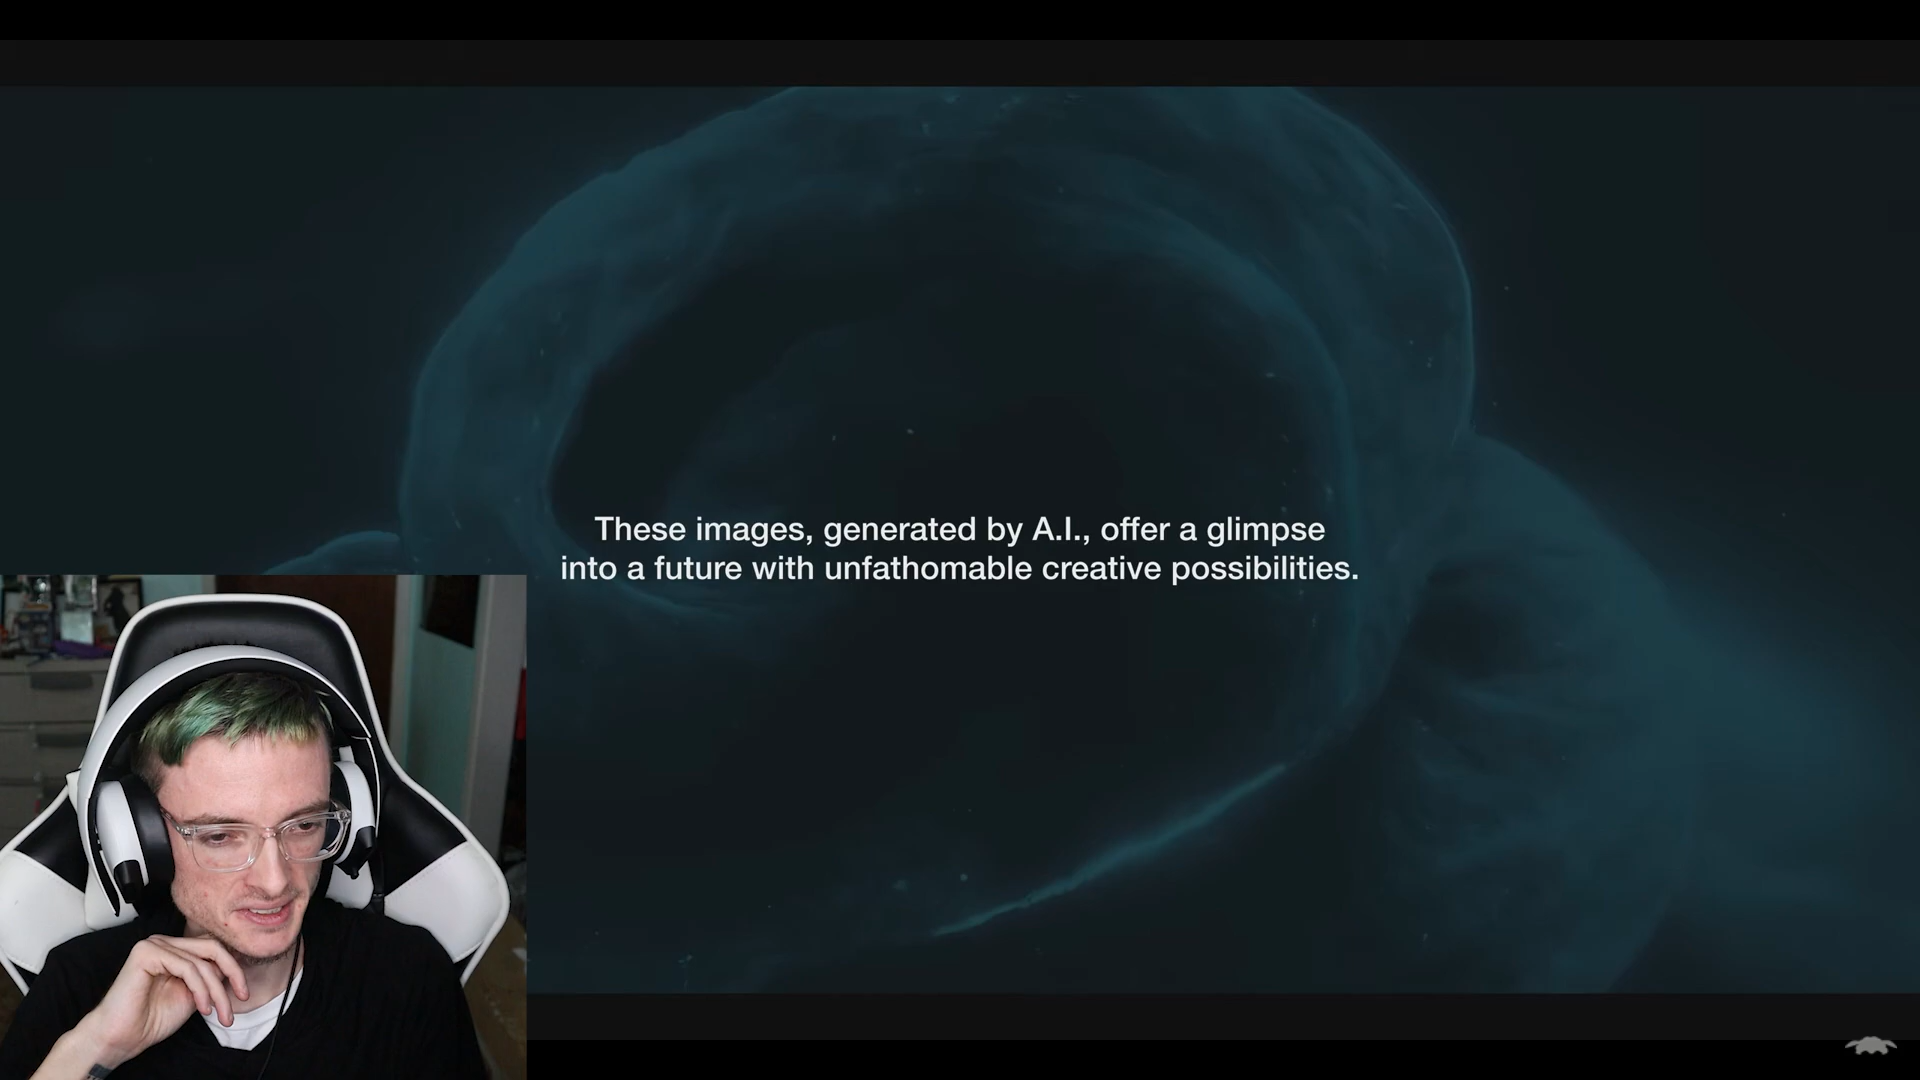 These images, generated by A.I., offer a glimpse
into a future with unfathomable creative possibilities.